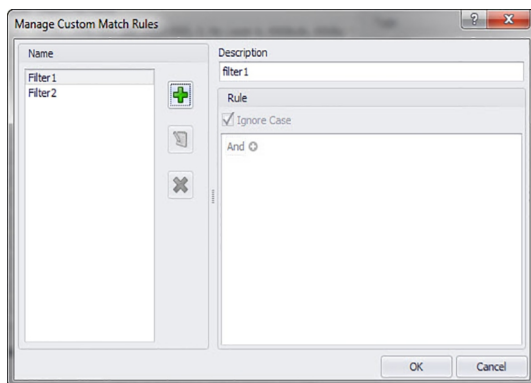 Manage Custom Match Rules
Name
Filter1
Filter2
Description
filter1
Rule
Ignore Case
And
OK
Cancel